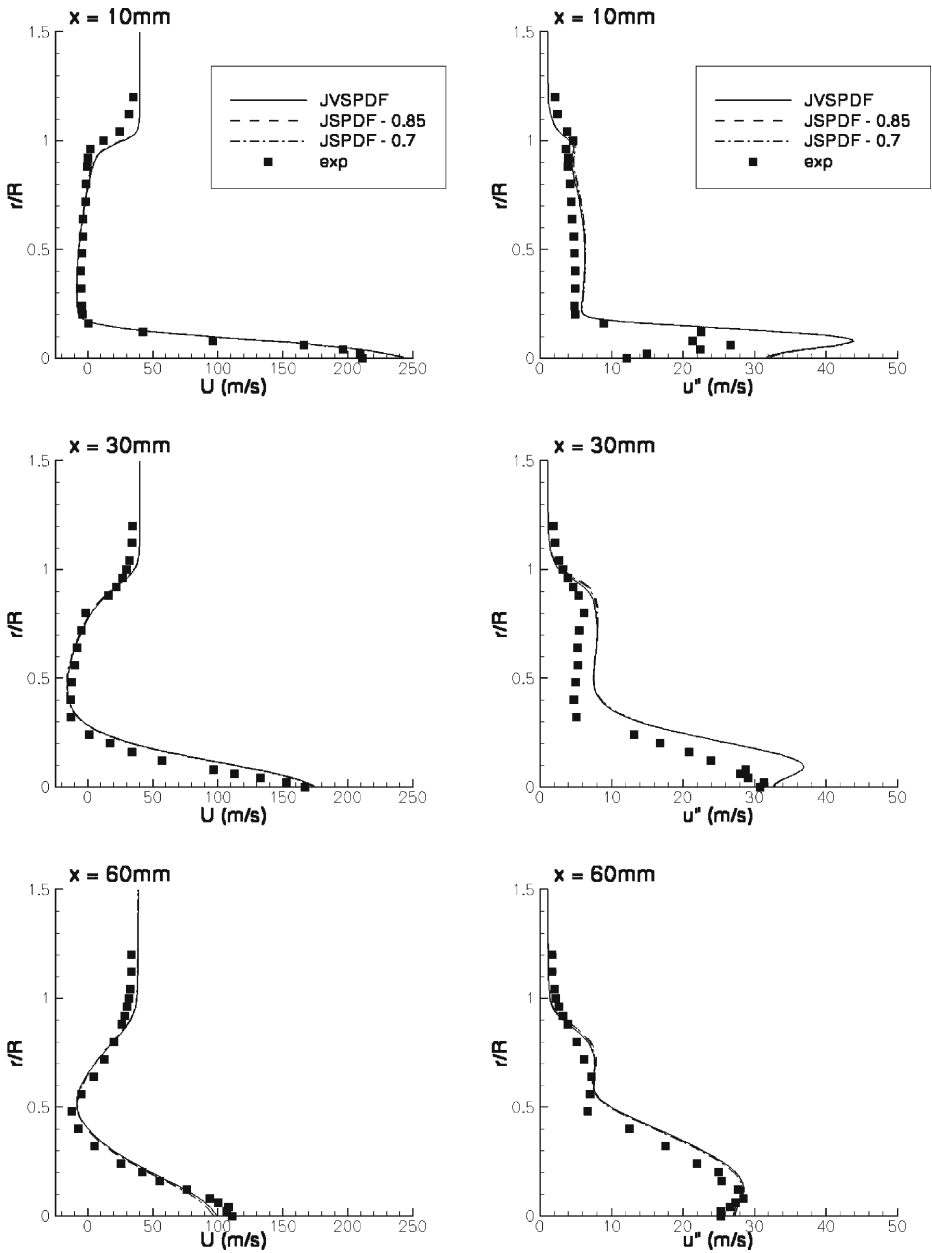 x = 10mm
1.5
1
0.5
0
r/R
0 50 100 150 200 250
U (m/s)
JVSPDF
JSPDF - 0.85
JSPDF - 0.7
exp
x = 10mm
1.5
1
0.5
0
r/R
0 10 20 30 40 50
u" (m/s)
JVSPDF
JSPDF - 0.85
JSPDF - 0.7
exp
x = 30mm
1.5
1
0.5
0
r/R
0 50 100 150 200 250
U (m/s)
x = 30mm
1.5
1
0.5
0
r/R
0 10 20 30 40 50
u" (m/s)
x = 60mm
1.5
1
0.5
0
r/R
0 50 100 150 200 250
U (m/s)
x = 60mm
1.5
1
0.5
0
r/R
0 10 20 30 40 50
u" (m/s)